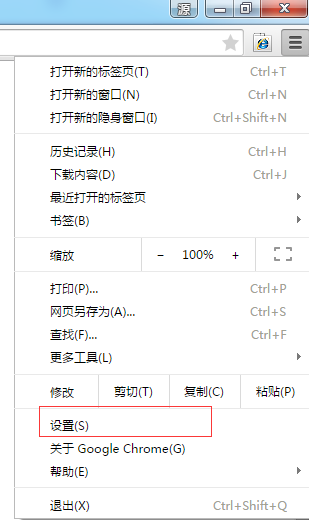 源
打开新的标签页(T) Ctrl+T
打开新的窗口(N) Ctrl+N
打开新的隐身窗口(I) Ctrl+Shift+N
历史记录(H) Ctrl+H
下载内容(D) Ctrl+J
最近打开的标签页
书签(B)
缩放 − 100% +
打印(P)... Ctrl+P
网页另存为(A)... Ctrl+S
查找(F)... Ctrl+F
更多工具(L)
修改 剪切(T) 复制(C) 粘贴(P)
设置(S)
关于 Google Chrome(G)
帮助(E)
退出(X) Ctrl+Shift+Q